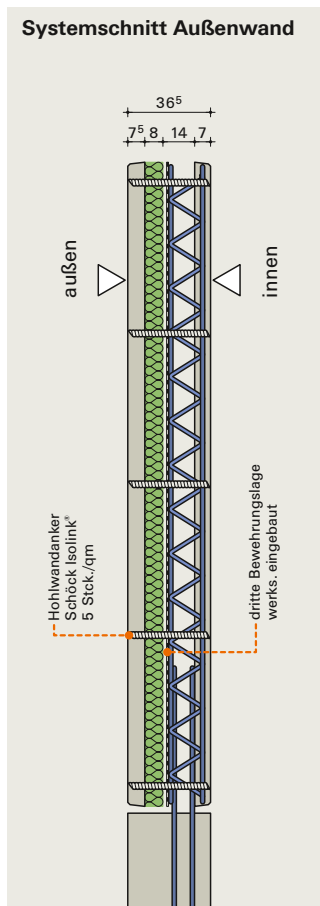 Systemschnitt Außenwand
36⁵
7⁵ 8 14 7
außen
innen
Hohlwandanker
Schöck Isolink®
5 Stck./qm
dritte Bewehrungslage
werks. eingebaut